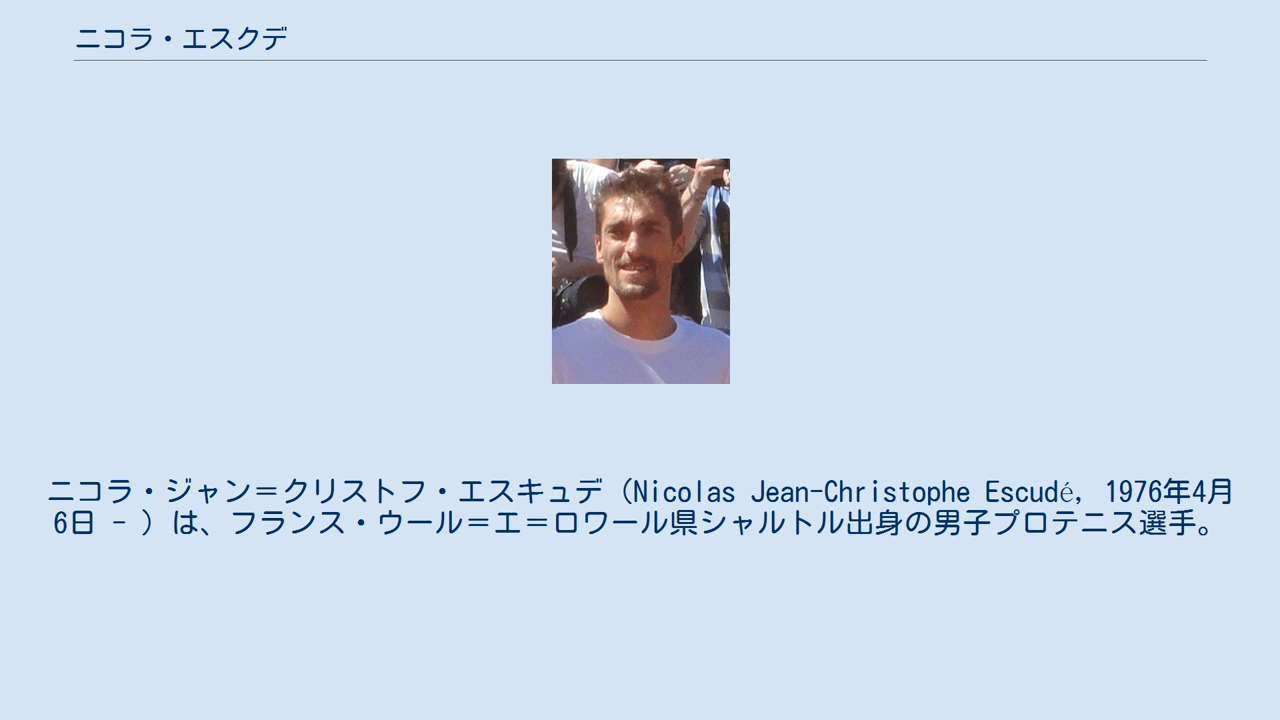 ニコラ・エスクデ
ニコラ・ジャン＝クリストフ・エスキュデ（Nicolas Jean-Christophe Escudé, 1976年4月
6日 - ）は、フランス・ウール＝エ＝ロワール県シャルトル出身の男子プロテニス選手。